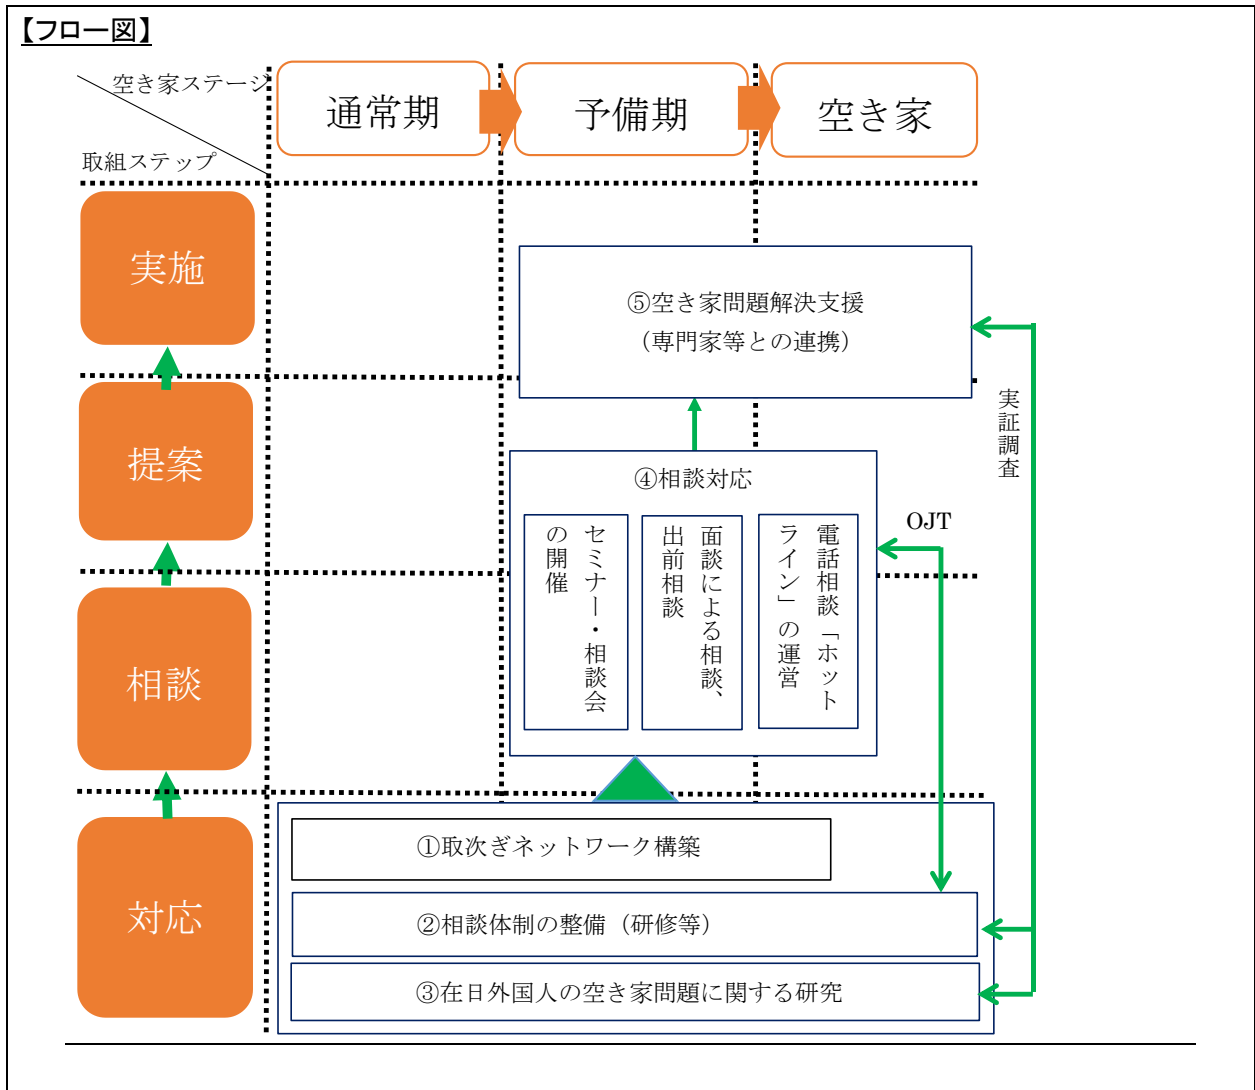 【フロー図】
空き家ステージ
取組ステップ
通常期
予備期
空き家
実施
提案
相談
対応
⑤空き家問題解決支援
（専門家等との連携）
実証調査
④相談対応
OJT
セミナー・相談会
の開催
面談による相談、
出前相談
電話相談「ホット
ライン」の運営
①取次ぎネットワーク構築
②相談体制の整備（研修等）
③在日外国人の空き家問題に関する研究